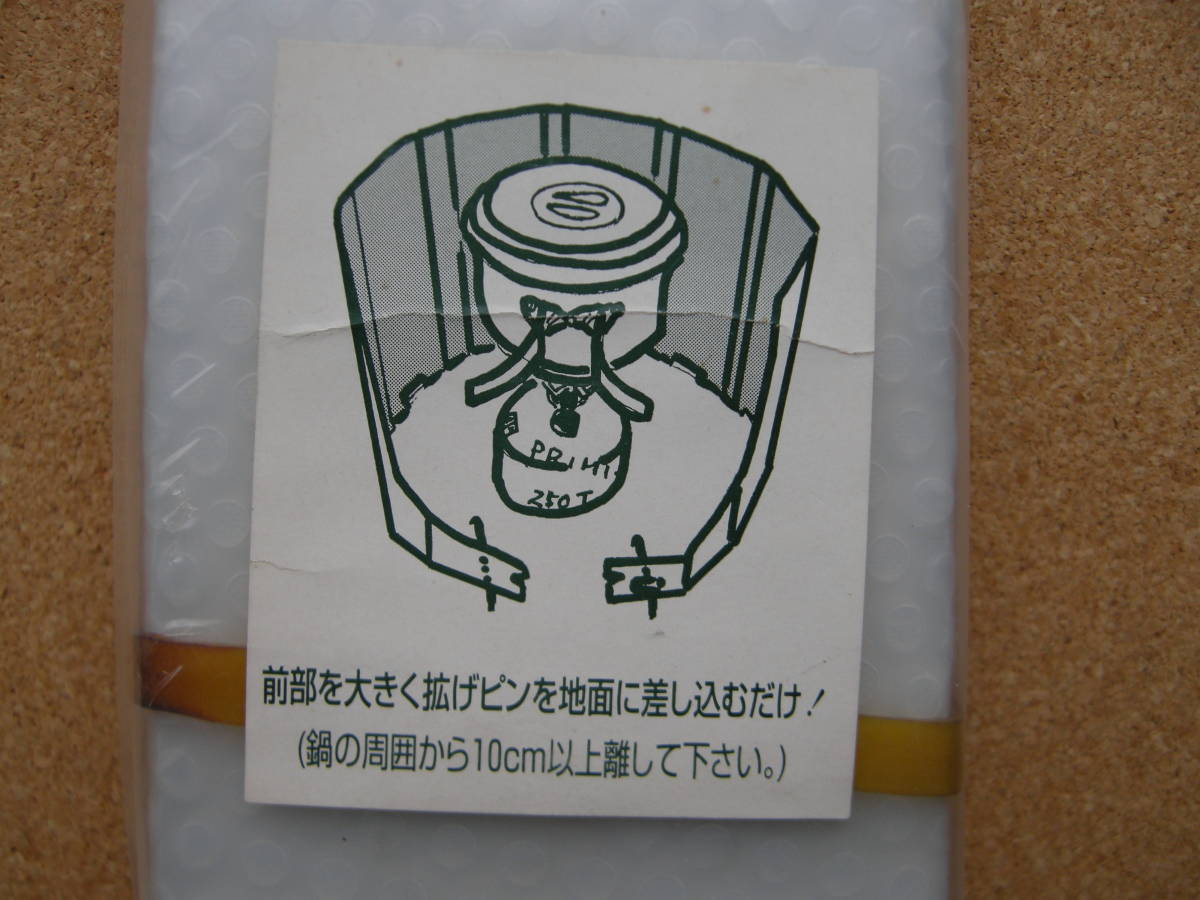 PRIM
250T
前部を大きく拡げピンを地面に差し込むだけ!
(鍋の周囲から10cm以上離して下さい。)